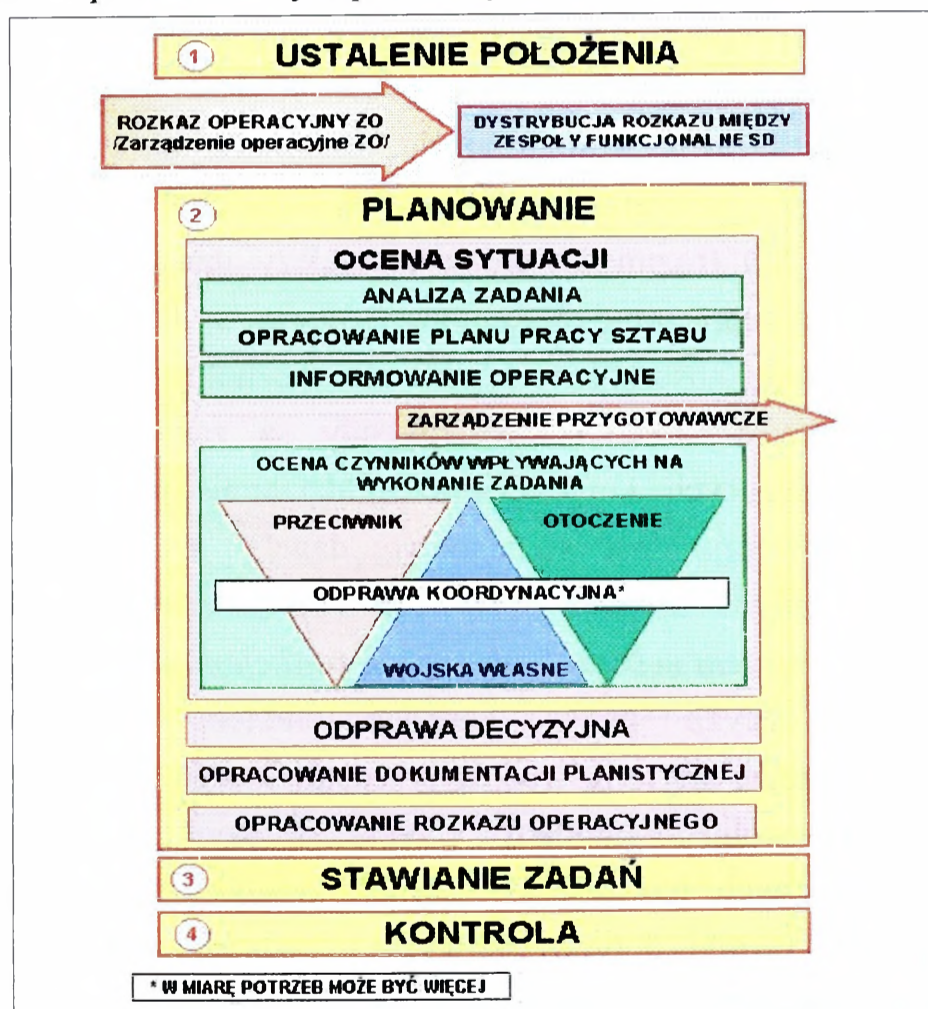 1 USTALENIE POŁOŻENIA
ROZKAZ OPERACYJNY ZO
/Zarządzenie operacyjne ZO/
DYSTRYBUCJA ROZKAZU MIĘDZY
ZESPOŁY FUNKCJONALNE SD
2 PLANOWANIE
OCENA SYTUACJI
ANALIZA ZADANIA
OPRACOWANIE PLANU PRACY SZTABU
INFORMOWANIE OPERACYJNE
ZARZĄDZENIE PRZYGOTOWAWCZE
OCENA CZYNNIKÓW WPŁYWAJĄCYCH NA
WYKONANIE ZADANIA
PRZECIWNIK
OTOCZENIE
ODPRAWA KOORDYNACYJNA*
WOJSKA WŁASNE
ODPRAWA DECYZYJNA
OPRACOWANIE DOKUMENTACJI PLANISTYCZNEJ
OPRACOWANIE ROZKAZU OPERACYJNEGO
3 STAWIANIE ZADAŃ
4 KONTROLA
* W MIARĘ POTRZEB MOŻE BYĆ WIĘCEJ